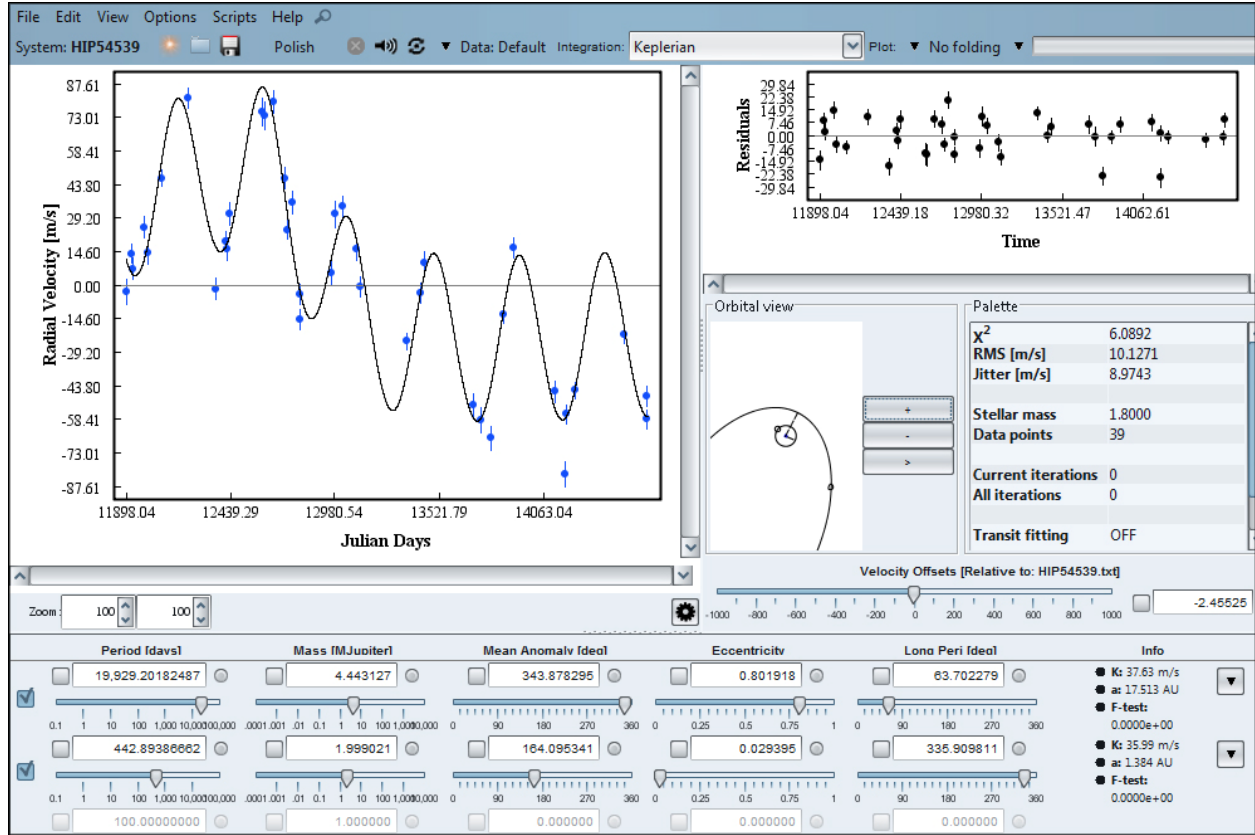 File Edit View Options Scripts Help
System: HIP54539 Polish Data: Default Integration: Keplerian Plot: No folding
87.61
73.01
58.41
43.80
29.20
14.60
0.00
-14.60
-29.20
-43.80
-58.41
-73.01
-87.61
Radial Velocity [m/s]
11898.04 12439.29 12980.54 13521.79 14063.04
Julian Days
29.84
22.38
14.92
7.46
0.00
-7.46
-14.92
-22.38
-29.84
Residuals
11898.04 12439.18 12980.32 13521.47 14062.61
Time
Orbital view
+
-
>
Palette
X2 6.0892
RMS [m/s] 10.1271
Jitter [m/s] 8.9743
Stellar mass 1.8000
Data points 39
Current iterations 0
All iterations 0
Transit fitting OFF
Velocity Offsets [Relative to: HIP54539.txt]
-1000 -800 -600 -400 -200 0 200 400 600 800 1000 -2.45525
Zoom: 100 100
Period [days] Mass [MJupiter] Mean Anomaly [deg] Eccentricity Long Peri [deg] Info
19,929.20182487 4.443127 343.878295 0.801918 63.702279
K: 37.63 m/s
a: 17.513 AU
F-test:
0.0000e+00
0.1 1 10 100 1,000 10,000 100,000 .0001 .001 .01 0.1 1 10 100 1,000 10,000 0 90 180 270 360 0 0.25 0.5 0.75 1 0 90 180 270 360
442.89386662 1.999021 164.095341 0.029395 335.909811
K: 35.99 m/s
a: 1.384 AU
F-test:
0.0000e+00
0.1 1 10 100 1,000 10,000 100,000 .0001 .001 .01 0.1 1 10 100 1,000 10,000 0 90 180 270 360 0 0.25 0.5 0.75 1 0 90 180 270 360
100.00000000 1.000000 0.000000 0.000000 0.000000